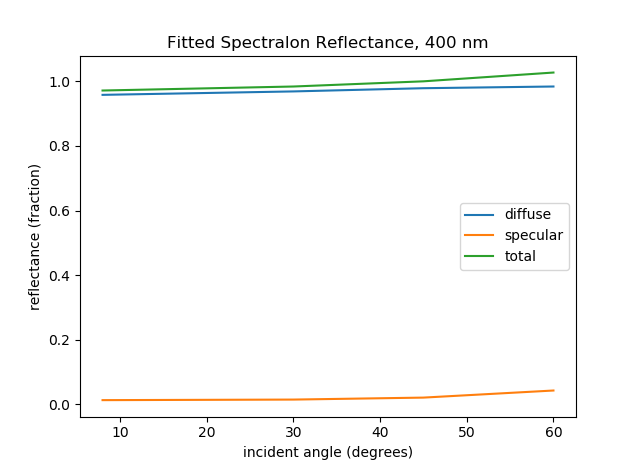 Fitted Spectralon Reflectance, 400 nm
1.0
0.8
0.6
0.4
0.2
0.0
reflectance (fraction)
diffuse
specular
total
10 20 30 40 50 60
incident angle (degrees)